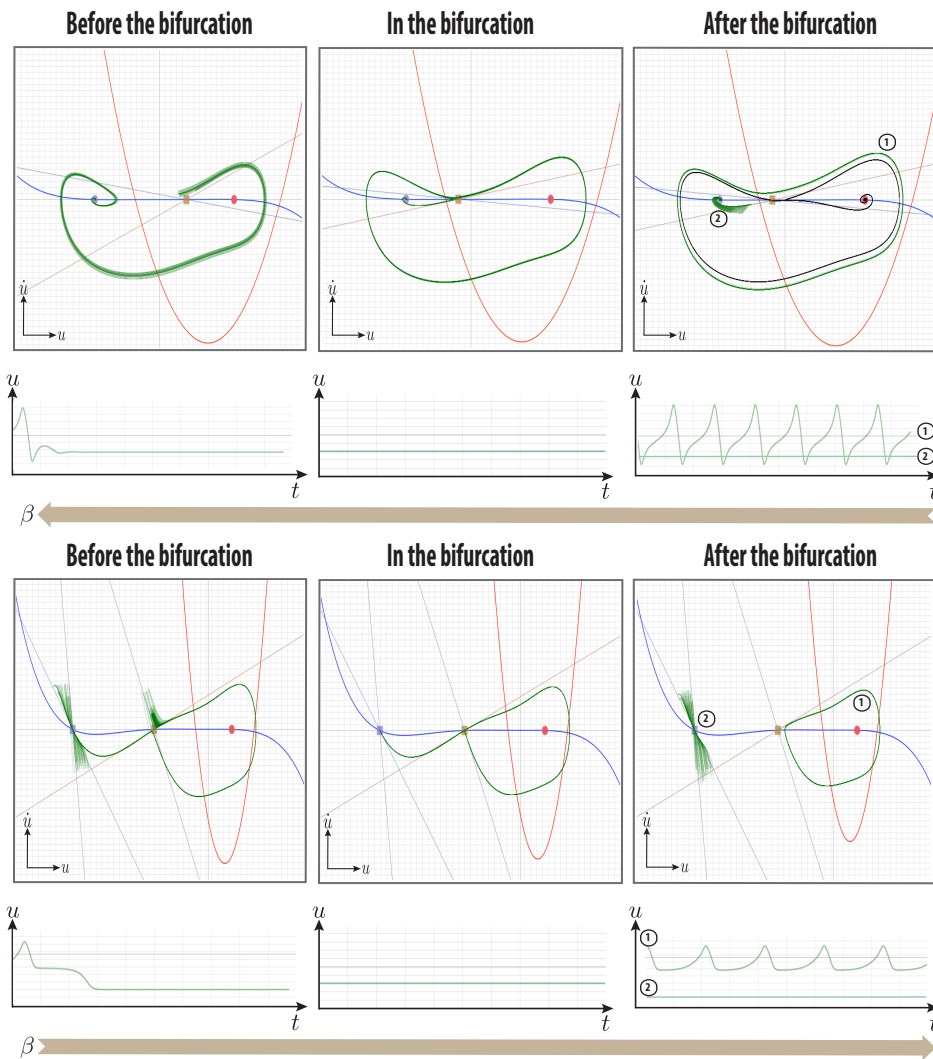 Before the bifurcation
In the bifurcation
After the bifurcation
1
2
u̇
u
u̇
u
u̇
u
u
u
u
1
2
t
t
t
β
Before the bifurcation
In the bifurcation
After the bifurcation
2
1
u̇
u
u̇
u
u̇
u
u
u
u
1
2
t
t
t
β